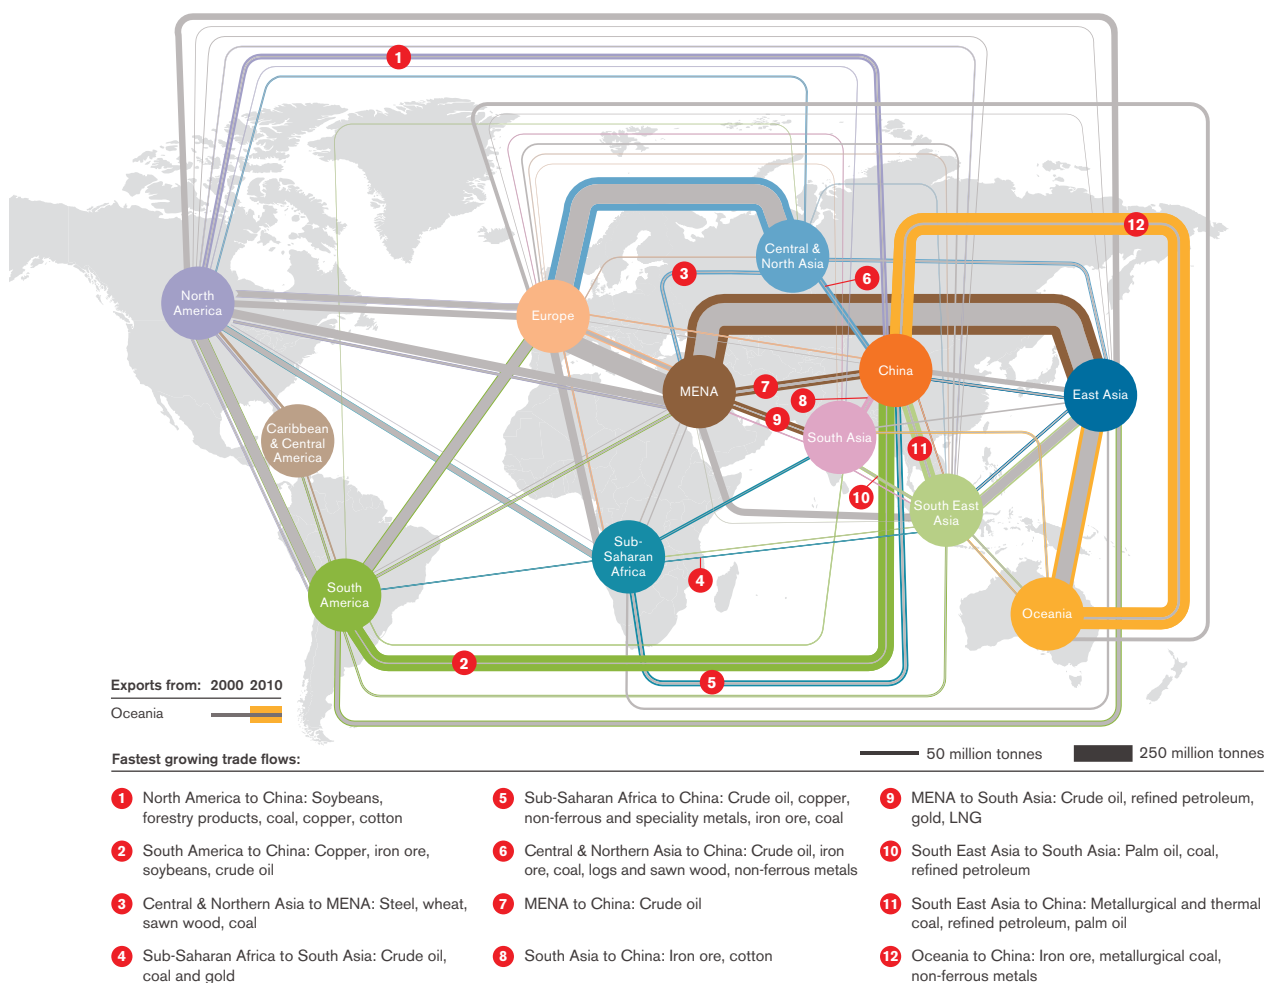 1
12
Central &
North Asia
3
6
North
America
Europe
China
MENA
7
East Asia
8
9
Caribbean
& Central
America
South Asia
11
10
South East
Asia
Sub-
Saharan
Africa
4
South
America
Oceania
2
5
Exports from: 2000 2010
Oceania
50 million tonnes
250 million tonnes
Fastest growing trade flows:
1 North America to China: Soybeans,
forestry products, coal, copper, cotton
2 South America to China: Copper, iron ore,
soybeans, crude oil
3 Central & Northern Asia to MENA: Steel, wheat,
sawn wood, coal
4 Sub-Saharan Africa to South Asia: Crude oil,
coal and gold
5 Sub-Saharan Africa to China: Crude oil, copper,
non-ferrous and speciality metals, iron ore, coal
6 Central & Northern Asia to China: Crude oil, iron
ore, coal, logs and sawn wood, non-ferrous metals
7 MENA to China: Crude oil
8 South Asia to China: Iron ore, cotton
9 MENA to South Asia: Crude oil, refined petroleum,
gold, LNG
10 South East Asia to South Asia: Palm oil, coal,
refined petroleum
11 South East Asia to China: Metallurgical and thermal
coal, refined petroleum, palm oil
12 Oceania to China: Iron ore, metallurgical coal,
non-ferrous metals